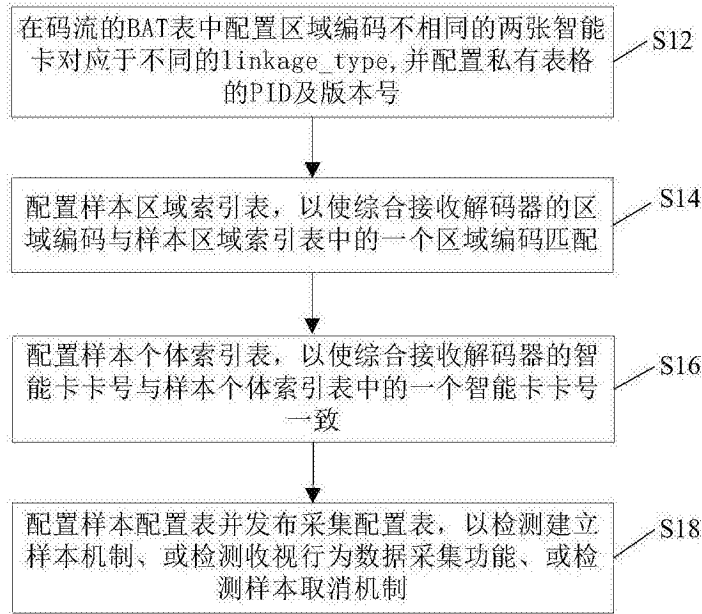 在码流的BAT表中配置区域编码不相同的两张智能
卡对应于不同的linkage_type,并配置私有表格
的PID及版本号
S12
配置样本区域索引表，以使综合接收解码器的区
域编码与样本区域索引表中的一个区域编码匹配
S14
配置样本个体索引表，以使综合接收解码器的智
能卡卡号与样本个体索引表中的一个智能卡卡号
一致
S16
配置样本配置表并发布采集配置表，以检测建立
样本机制、或检测收视行为数据采集功能、或检
测样本取消机制
S18